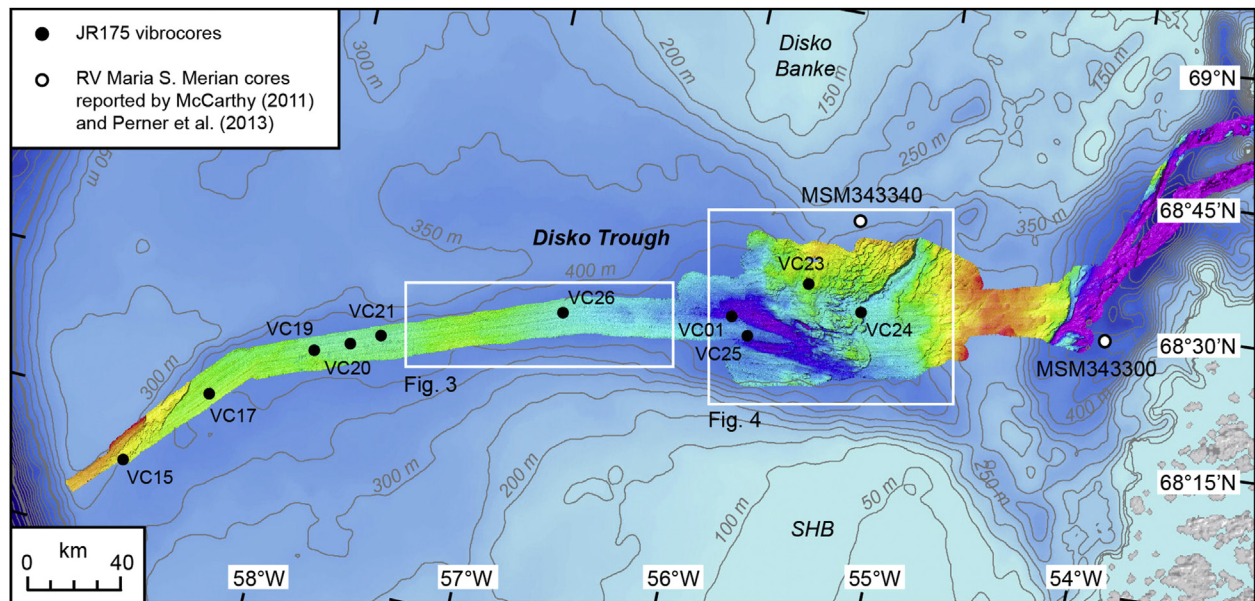 JR175 vibrocores
RV Maria S. Merian cores
reported by McCarthy (2011)
and Perner et al. (2013)
300 m
200 m
Disko
Banke
150 m
150 m
69°N
50 m
250 m
350 m
MSM343340
350 m
68°45'N
Disko Trough
400 m
VC23
VC26
VC21
VC19
VC01
VC24
VC20
VC25
68°30'N
MSM343300
Fig. 3
300 m
400 m
VC17
Fig. 4
VC15
300 m
200 m
250 m
68°15'N
100 m
50 m
SHB
km
0 40
58°W
57°W
56°W
55°W
54°W